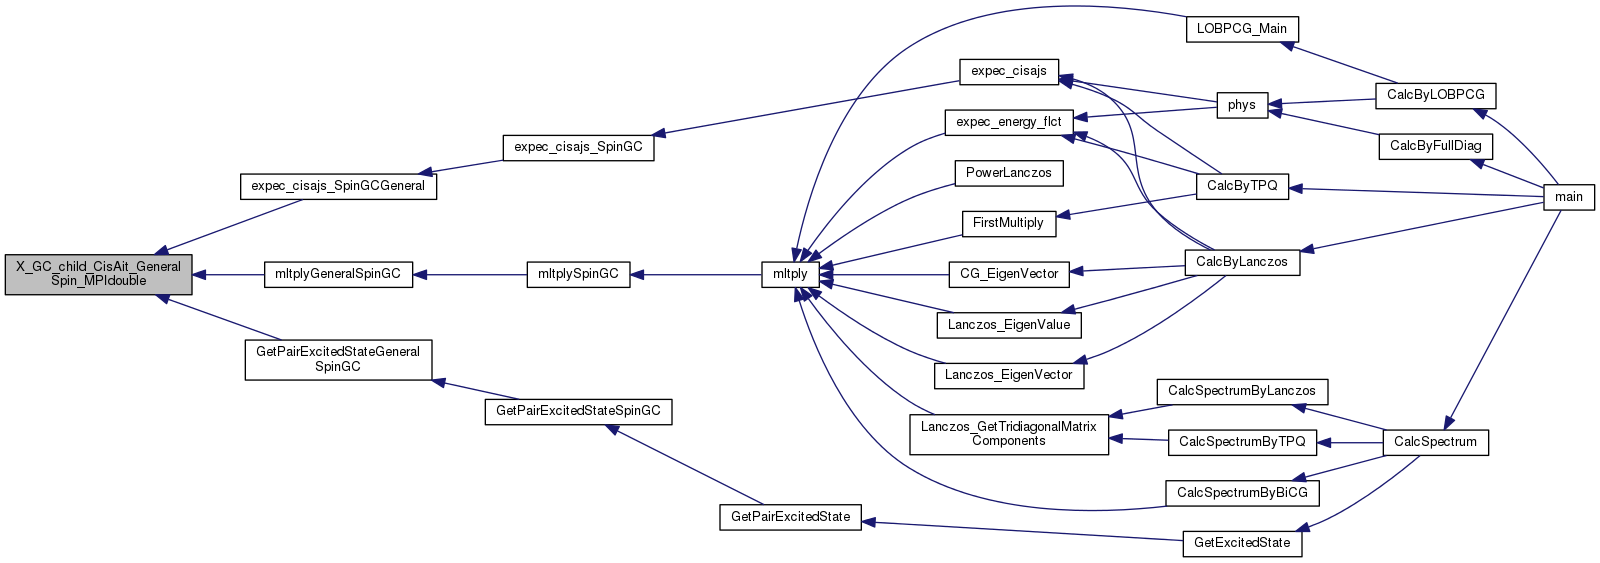 X_GC_child_CisAit_General
Spin_MPIdouble
expec_cisajs_SpinGCGeneral
mltplyGeneralSpinGC
GetPairExcitedStateGeneral
SpinGC
expec_cisajs_SpinGC
mltplySpinGC
GetPairExcitedStateSpinGC
mltply
GetPairExcitedState
expec_cisajs
expec_energy_flct
PowerLanczos
FirstMultiply
CG_EigenVector
Lanczos_EigenValue
Lanczos_EigenVector
Lanczos_GetTridiagonalMatrix
Components
LOBPCG_Main
phys
CalcByTPQ
CalcByLanczos
CalcSpectrumByLanczos
CalcSpectrumByTPQ
CalcSpectrumByBiCG
GetExcitedState
CalcByLOBPCG
CalcByFullDiag
CalcSpectrum
main